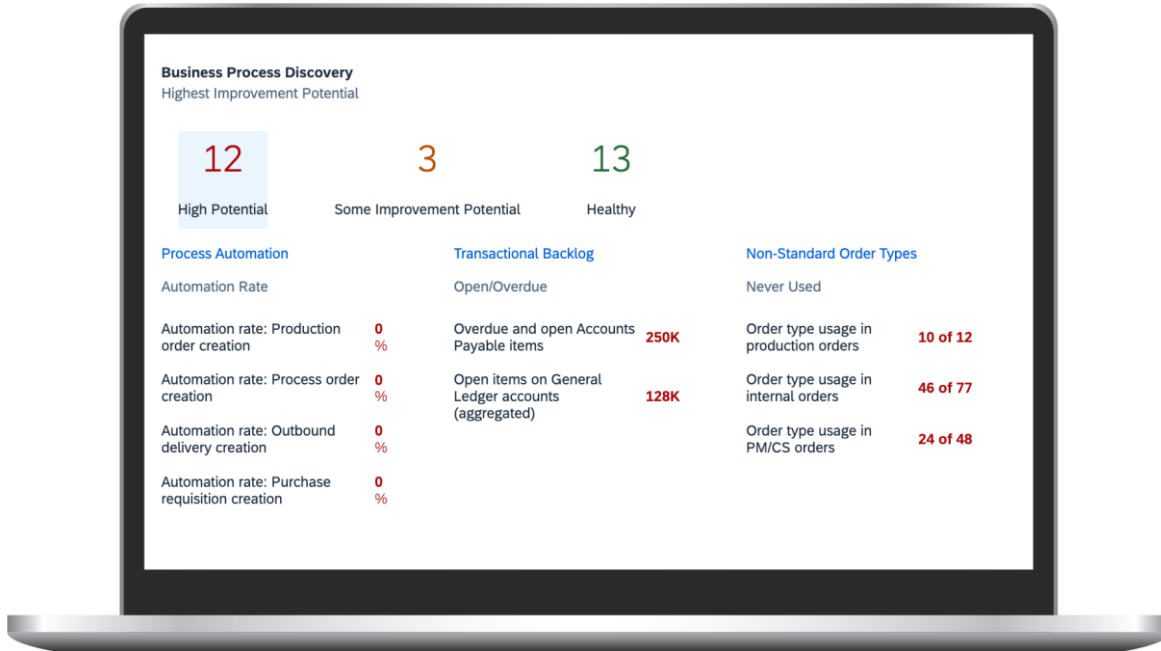 Business Process Discovery
Highest Improvement Potential
12
3
13
High Potential
Some Improvement Potential
Healthy
Process Automation
Automation Rate
Automation rate: Production
order creation
0
%
Automation rate: Process order
creation
0
%
Automation rate: Outbound
delivery creation
0
%
Automation rate: Purchase
requisition creation
0
%
Transactional Backlog
Open/Overdue
Overdue and open Accounts
Payable items
250K
Open items on General
Ledger accounts
(aggregated)
128K
Non-Standard Order Types
Never Used
Order type usage in
production orders
10 of 12
Order type usage in
internal orders
46 of 77
Order type usage in
PM/CS orders
24 of 48